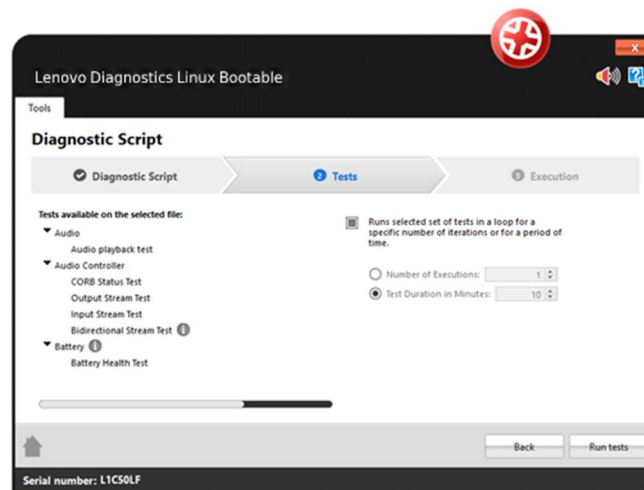 Lenovo Diagnostics Linux Bootable
x
Tools
Diagnostic Script
Diagnostic Script
2 Tests
Execution
Tests available on the selected file:
Audio
Audio playback test
Audio Controller
CORB Status Test
Output Stream Test
Input Stream Test
Bidirectional Stream Test
Battery
Battery Health Test
Runs selected set of tests in a loop for a
specific number of iterations or for a period of
time.
Number of Executions: 1
Test Duration in Minutes: 10
Back
Run tests
Serial number: L1C50LF